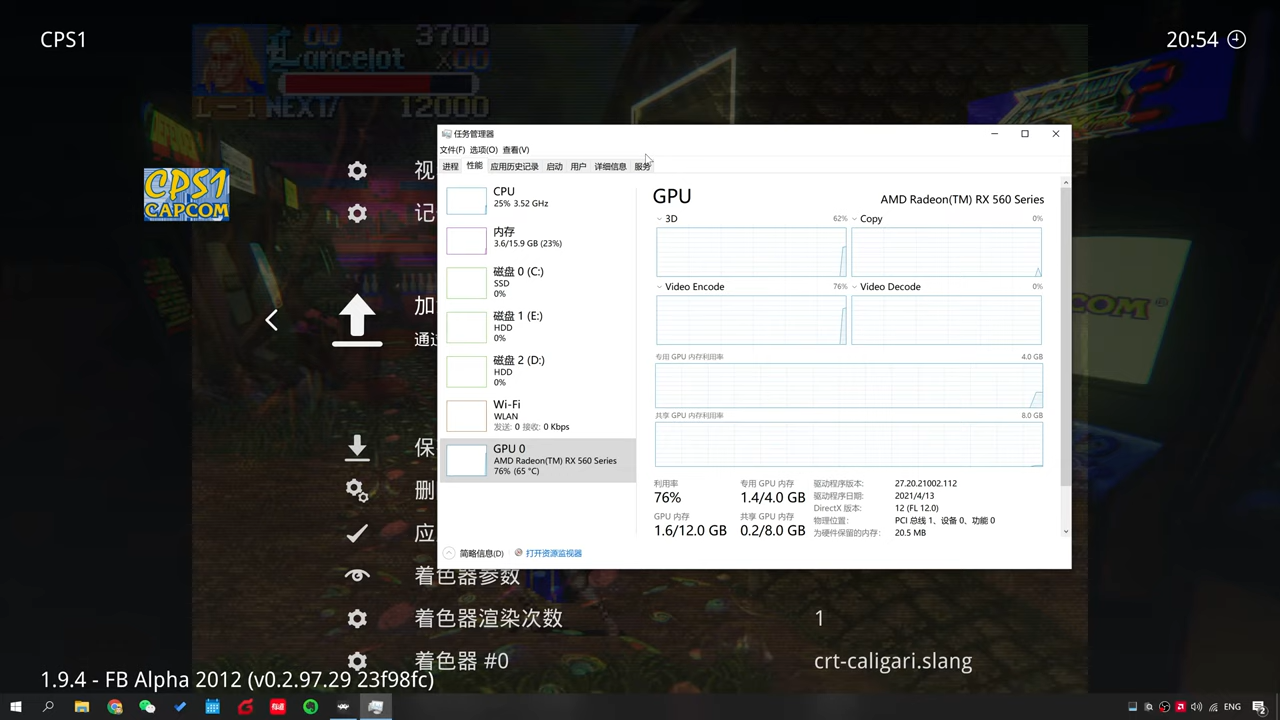 CPS1
20:54
00
3700
Lancelot
x00
L-1 NEXT/ 12000
CPS1
CAPCOM
视
记
加
通过
保
删
应
任务管理器
文件(F) 选项(O) 查看(V)
进程 性能 应用历史记录 启动 用户 详细信息 服务
CPU
25% 3.52 GHz
内存
3.6/15.9 GB (23%)
磁盘 0 (C:)
SSD
0%
磁盘 1 (E:)
HDD
0%
磁盘 2 (D:)
HDD
0%
Wi-Fi
WLAN
发送: 0 接收: 0 Kbps
GPU 0
AMD Radeon(TM) RX 560 Series
76% (65 °C)
GPU
AMD Radeon(TM) RX 560 Series
3D 62% Copy 0%
Video Encode 76% Video Decode 0%
专用 GPU 内存利用率 4.0 GB
共享 GPU 内存利用率 8.0 GB
利用率
76%
专用 GPU 内存
1.4/4.0 GB
GPU 内存
1.6/12.0 GB
共享 GPU 内存
0.2/8.0 GB
驱动程序版本: 27.20.21002.112
驱动程序日期: 2021/4/13
DirectX 版本: 12 (FL 12.0)
物理位置: PCI 总线 1、设备 0、功能 0
为硬件保留的内存: 20.5 MB
简略信息(D) 打开资源监视器
着色器参数
着色器渲染次数 1
着色器 #0 crt-caligari.slang
1.9.4 - FB Alpha 2012 (v0.2.97.29 23f98fc)
有道
ENG